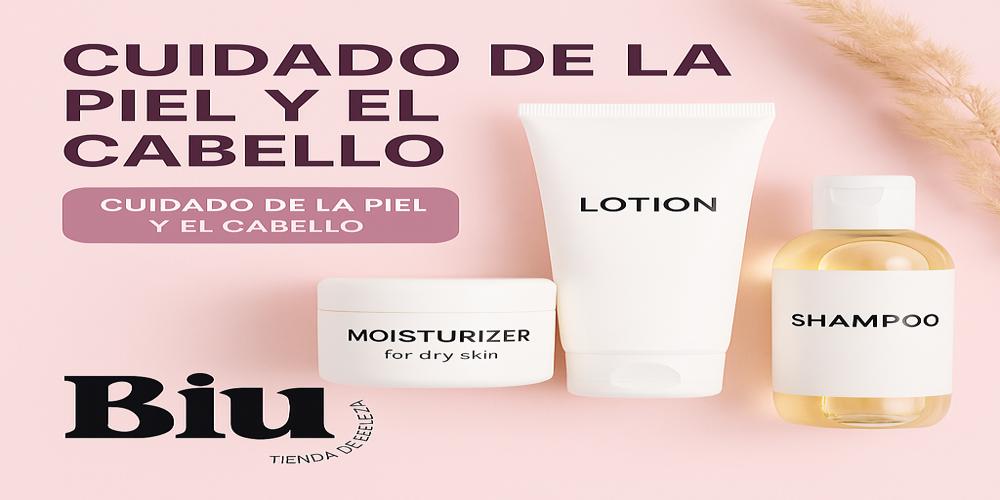 CUIDADO DE LA
PIEL Y EL
CABELLO
CUIDADO DE LA PIEL
Y EL CABELLO
LOTION
SHAMPOO
MOISTURIZER
for dry skin
Biu
TIENDA DE EEELEZA